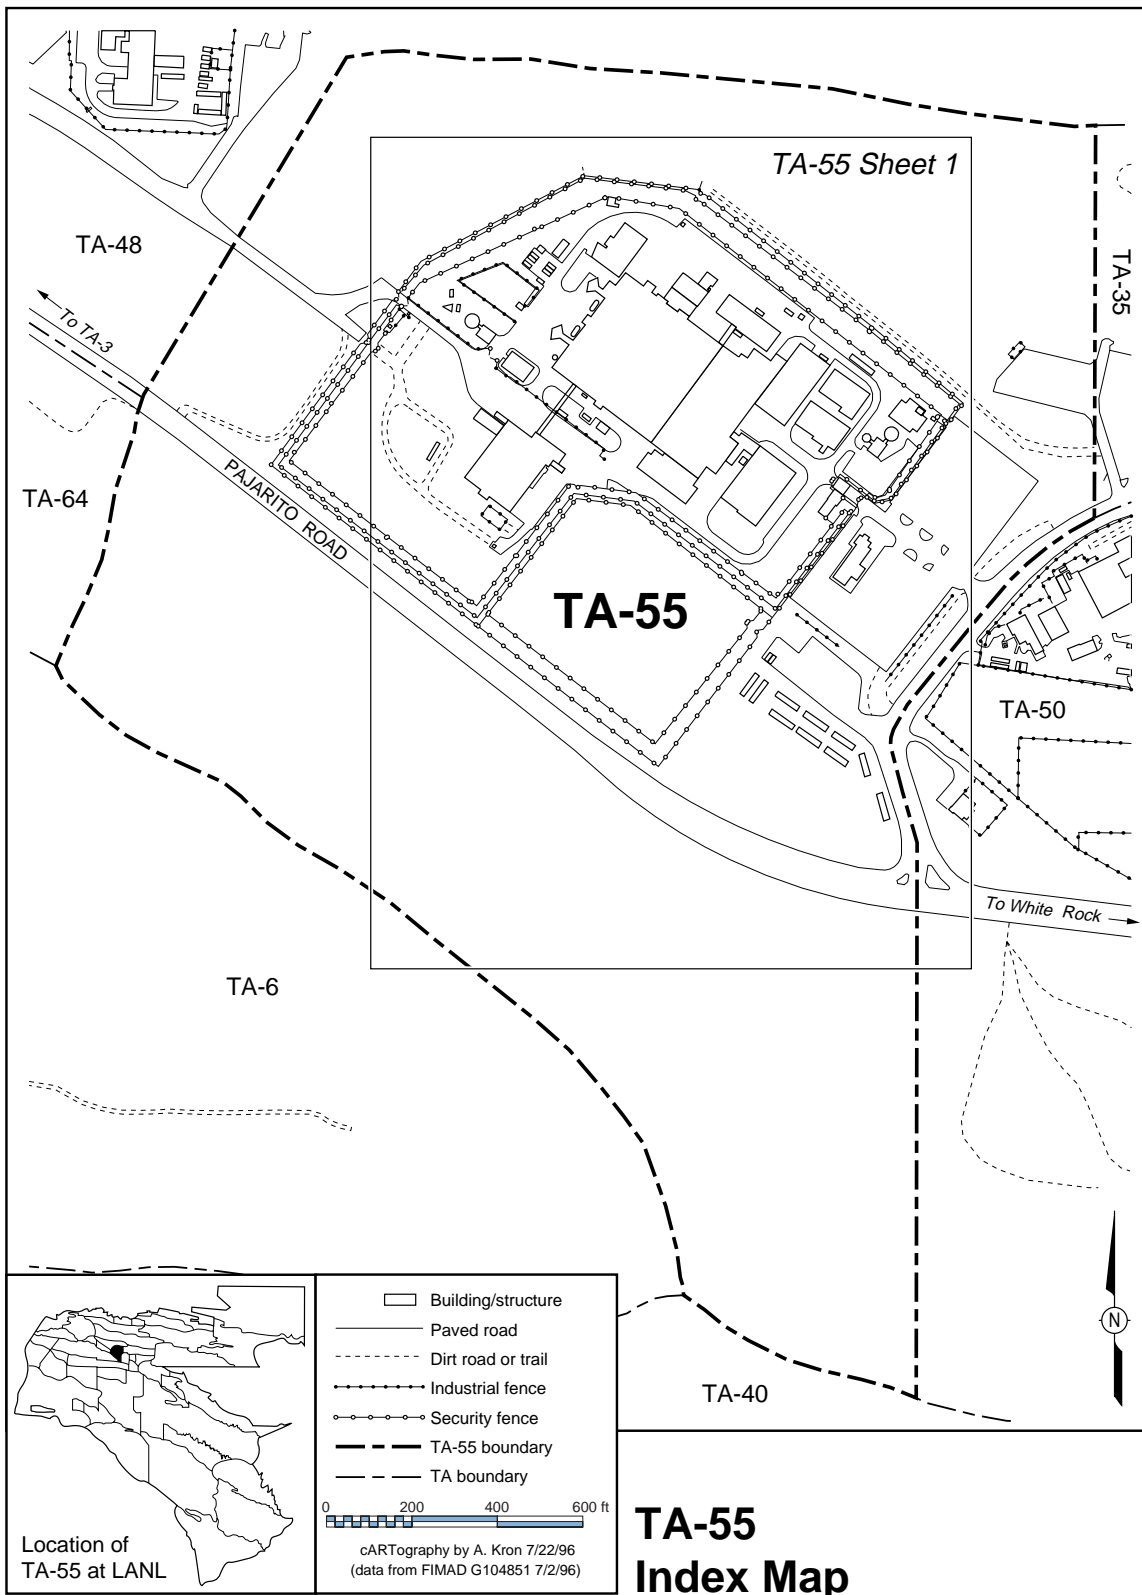 TA-55 Sheet 1
TA-48
TA-35
To TA-3
TA-64
PAJARITO ROAD
TA-55
TA-50
To White Rock
TA-6
N
TA-40
Building/structure
Paved road
Dirt road or trail
Industrial fence
Security fence
TA-55 boundary
TA boundary
0 200 400 600 ft
cARTography by A. Kron 7/22/96
(data from FIMAD G104851 7/2/96)
Location of
TA-55 at LANL
TA-55
Index Map